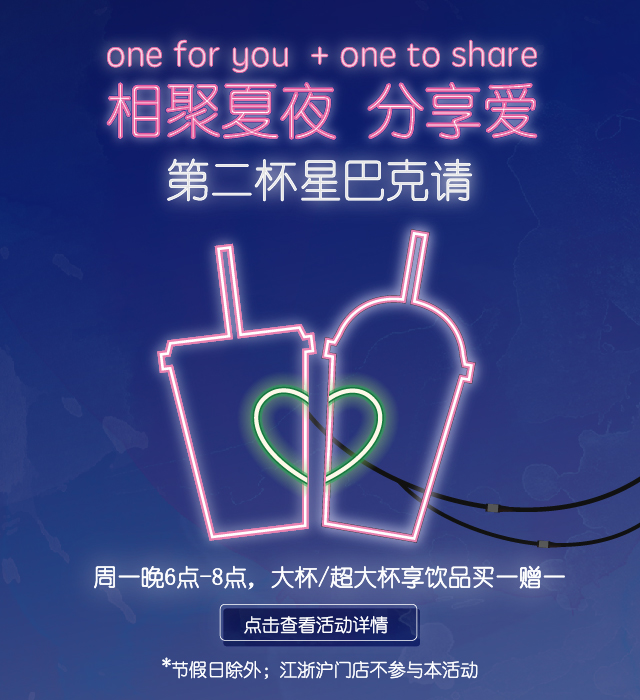 one for you + one to share
相聚夏夜 分享爱
第二杯星巴克请
周一晚6点-8点，大杯/超大杯享饮品买一赠一
点击查看活动详情
*节假日除外；江浙沪门店不参与本活动